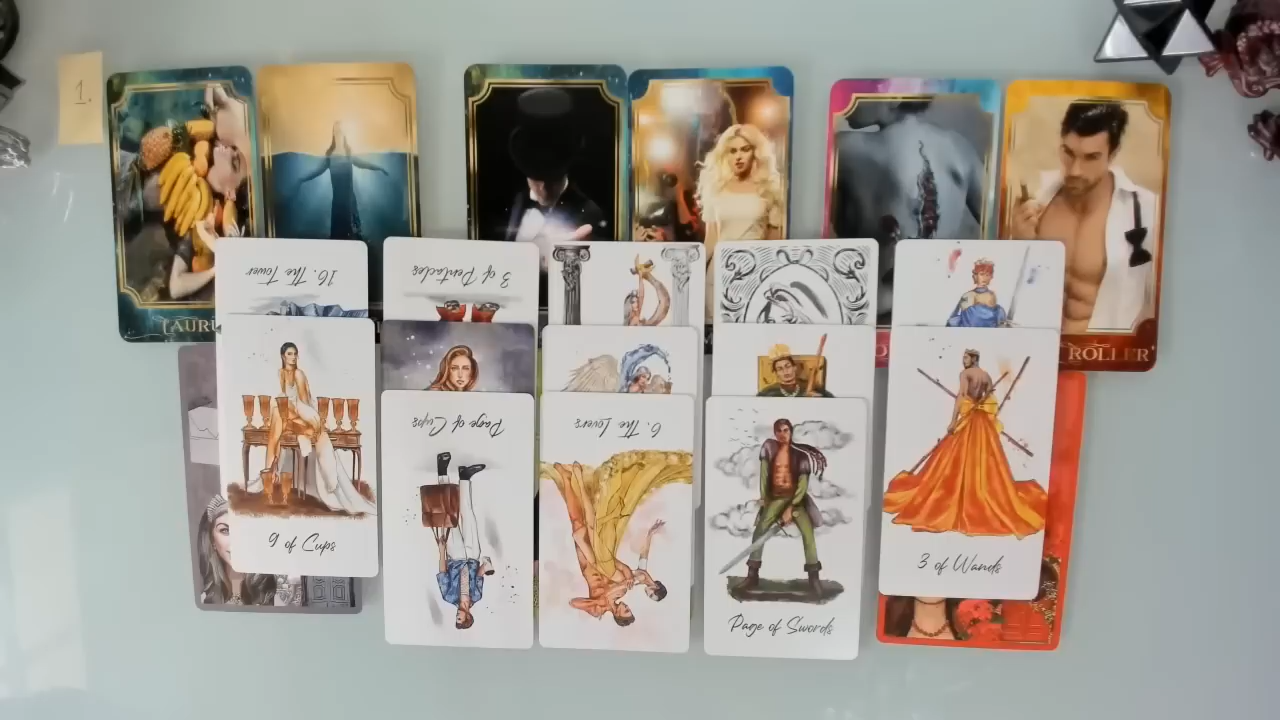 1.
TAUR
ROLLER
16. The Tower
3 of Pentacles
9 of Cups
Page of Cups
6. The Lovers
Page of Swords
3 of Wands